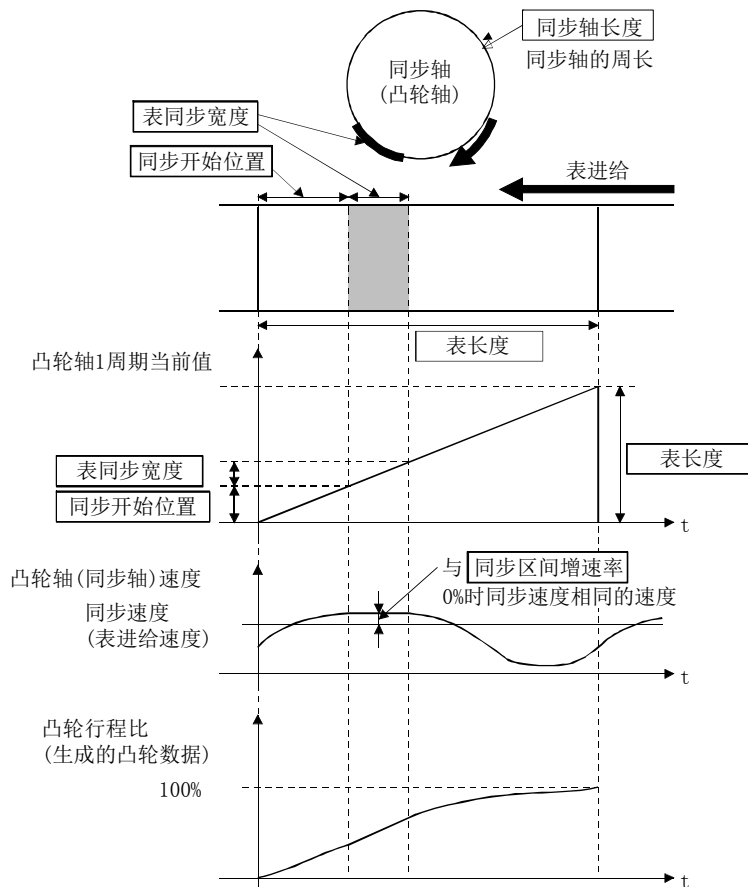 同步轴长度
同步轴的周长
同步轴
(凸轮轴)
表同步宽度
同步开始位置
表进给
表长度
凸轮轴1周期当前值
表同步宽度
同步开始位置
表长度
t
凸轮轴(同步轴)速度
与 同步区间增速率
0%时同步速度相同的速度
同步速度
(表进给速度)
t
凸轮行程比
(生成的凸轮数据)
100%
t